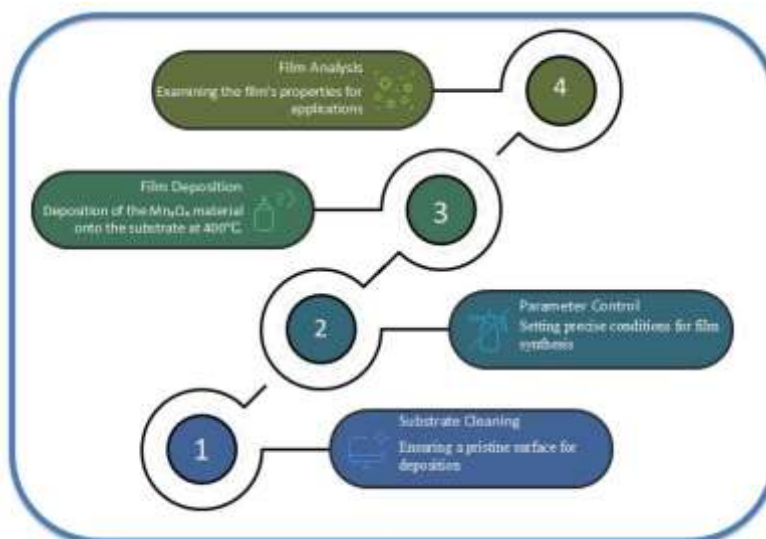 Film Analysis
Examining the film's properties for
applications
4
Film Deposition
Deposition of the Mn₃O₄ material
onto the substrate at 400°C
3
2
Parameter Control
Setting precise conditions for film
synthesis
1
Substrate Cleaning
Ensuring a pristine surface for
deposition